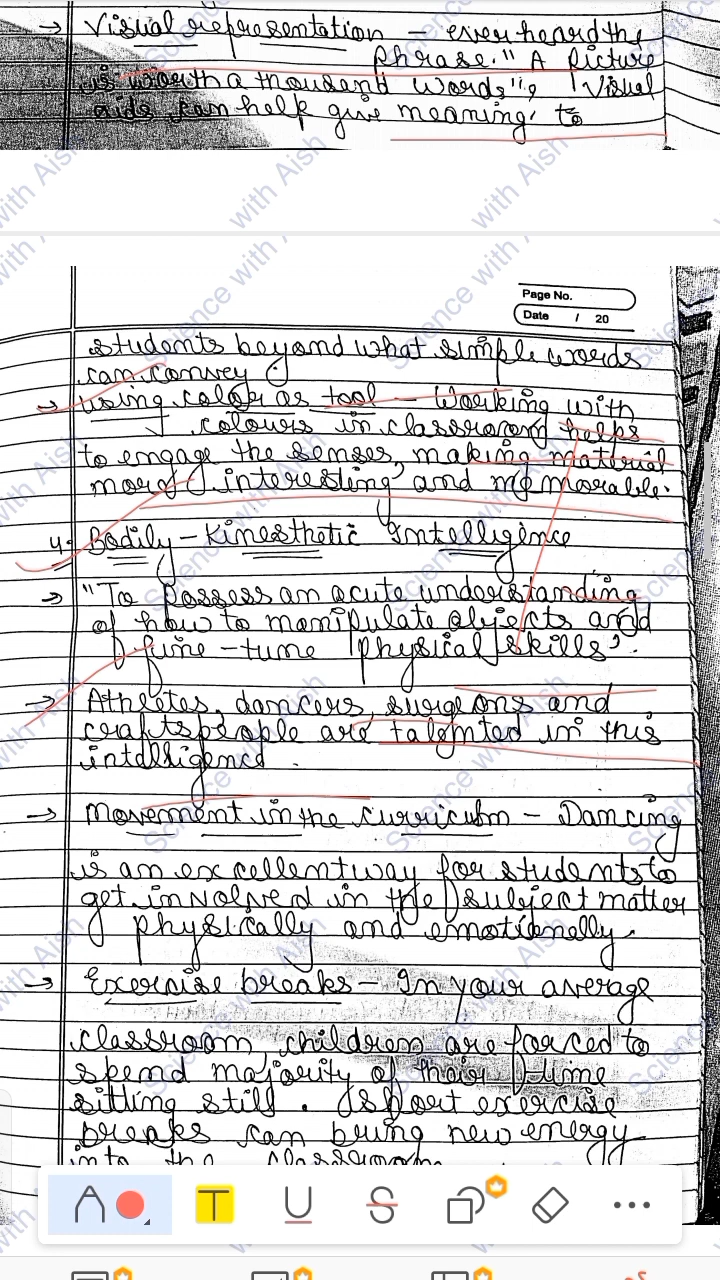 → Visual representation – ever heard the
phrase." A picture
is worth a thousand words", Visual
aids can help give meaning to
Page No.
Date / 20
students beyond what simple words
can convey.
→ using color as tool – Working with
colours in classroom helps
to engage the senses, making material
more interesting and memorable.
4. Bodily – Kinesthetic Intelligence
→ "To Possess an acute understanding
of how to manipulate objects and
fine – tune physical skills".
→ Athletes, dancers, surgeons and
craftspeople are talented in this
intelligence.
→ Movement in the curriculum – Dancing
is an excellent way for students to
get involved in the subject matter
physically and emotionally.
→ Exercise breaks – In your average
classroom, children are forced to
spend majority of their time
sitting still. Short exercise
breaks can bring new energy
into the classroom
Science with Aish